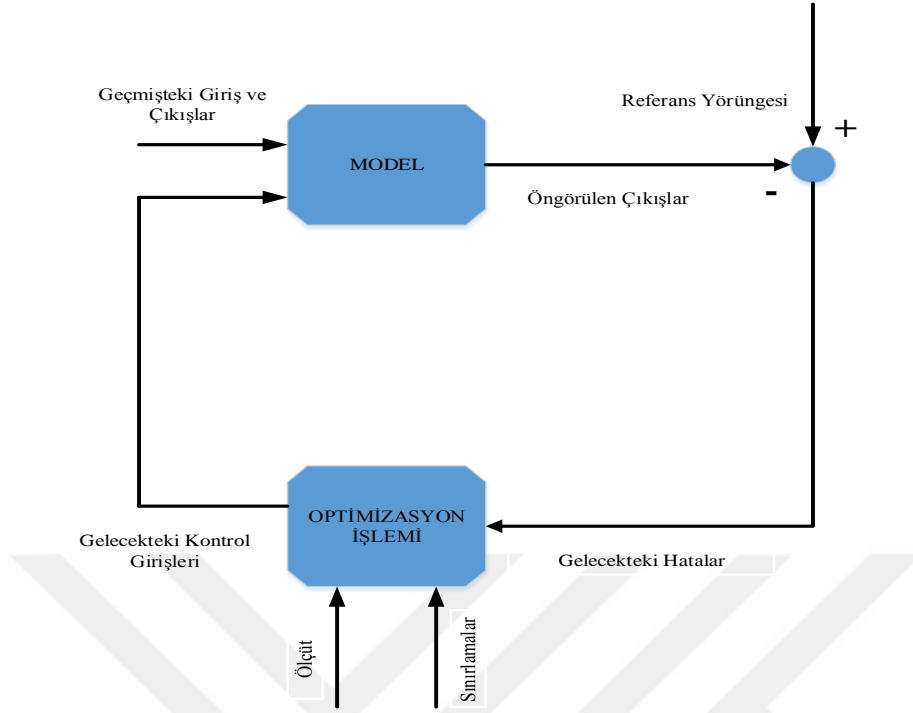 Geçmişteki Giriş ve
Çıkışlar
MODEL
Referans Yörüngesi
+
-
Öngörülen Çıkışlar
OPTİMİZASYON
İŞLEMİ
Gelecekteki Kontrol
Girişleri
Gelecekteki Hatalar
Ölçüt
Sınırlamalar